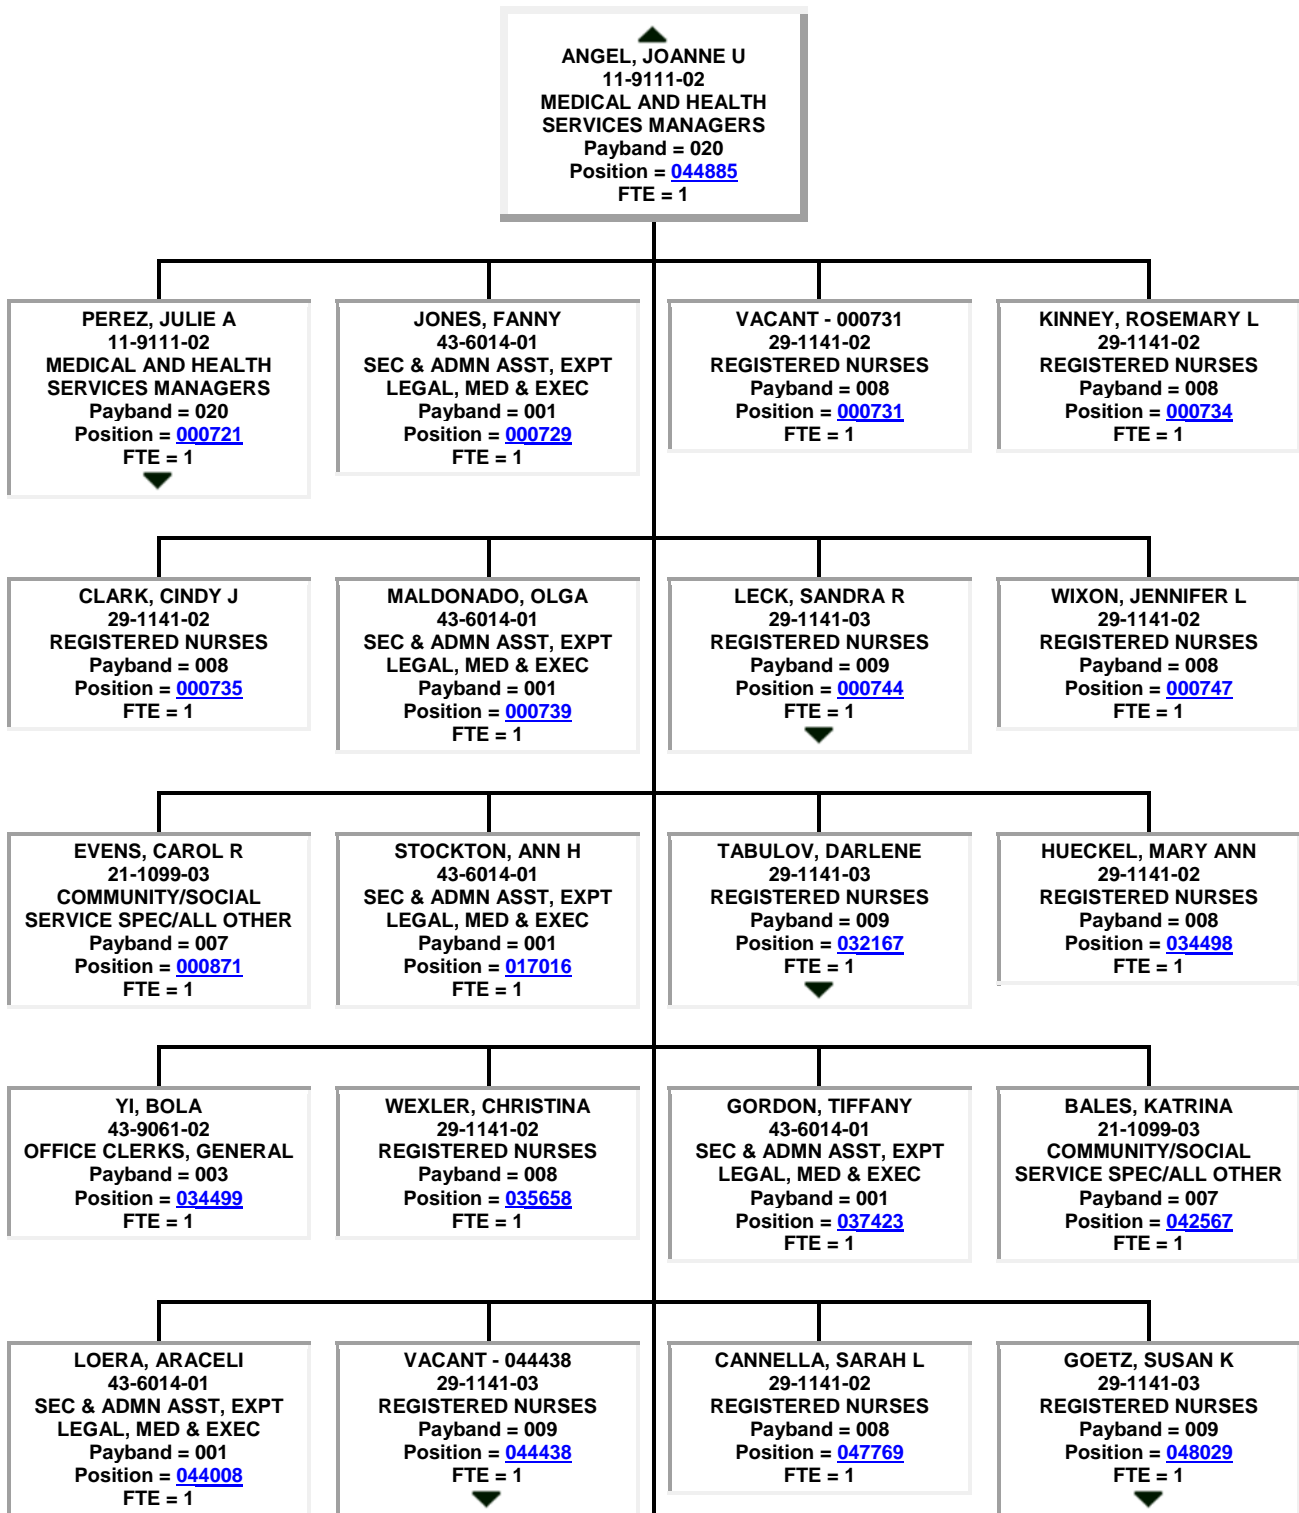 ANGEL, JOANNE U
11-9111-02
MEDICAL AND HEALTH
SERVICES MANAGERS
Payband = 020
Position = 044885
FTE = 1
PEREZ, JULIE A
11-9111-02
MEDICAL AND HEALTH
SERVICES MANAGERS
Payband = 020
Position = 000721
FTE = 1
JONES, FANNY
43-6014-01
SEC & ADMN ASST, EXPT
LEGAL, MED & EXEC
Payband = 001
Position = 000729
FTE = 1
VACANT - 000731
29-1141-02
REGISTERED NURSES
Payband = 008
Position = 000731
FTE = 1
KINNEY, ROSEMARY L
29-1141-02
REGISTERED NURSES
Payband = 008
Position = 000734
FTE = 1
CLARK, CINDY J
29-1141-02
REGISTERED NURSES
Payband = 008
Position = 000735
FTE = 1
MALDONADO, OLGA
43-6014-01
SEC & ADMN ASST, EXPT
LEGAL, MED & EXEC
Payband = 001
Position = 000739
FTE = 1
LECK, SANDRA R
29-1141-03
REGISTERED NURSES
Payband = 009
Position = 000744
FTE = 1
WIXON, JENNIFER L
29-1141-02
REGISTERED NURSES
Payband = 008
Position = 000747
FTE = 1
EVENS, CAROL R
21-1099-03
COMMUNITY/SOCIAL
SERVICE SPEC/ALL OTHER
Payband = 007
Position = 000871
FTE = 1
STOCKTON, ANN H
43-6014-01
SEC & ADMN ASST, EXPT
LEGAL, MED & EXEC
Payband = 001
Position = 017016
FTE = 1
TABULOV, DARLENE
29-1141-03
REGISTERED NURSES
Payband = 009
Position = 032167
FTE = 1
HUECKEL, MARY ANN
29-1141-02
REGISTERED NURSES
Payband = 008
Position = 034498
FTE = 1
YI, BOLA
43-9061-02
OFFICE CLERKS, GENERAL
Payband = 003
Position = 034499
FTE = 1
WEXLER, CHRISTINA
29-1141-02
REGISTERED NURSES
Payband = 008
Position = 035658
FTE = 1
GORDON, TIFFANY
43-6014-01
SEC & ADMN ASST, EXPT
LEGAL, MED & EXEC
Payband = 001
Position = 037423
FTE = 1
BALES, KATRINA
21-1099-03
COMMUNITY/SOCIAL
SERVICE SPEC/ALL OTHER
Payband = 007
Position = 042567
FTE = 1
LOERA, ARACELI
43-6014-01
SEC & ADMN ASST, EXPT
LEGAL, MED & EXEC
Payband = 001
Position = 044008
FTE = 1
VACANT - 044438
29-1141-03
REGISTERED NURSES
Payband = 009
Position = 044438
FTE = 1
CANNELLA, SARAH L
29-1141-02
REGISTERED NURSES
Payband = 008
Position = 047769
FTE = 1
GOETZ, SUSAN K
29-1141-03
REGISTERED NURSES
Payband = 009
Position = 048029
FTE = 1